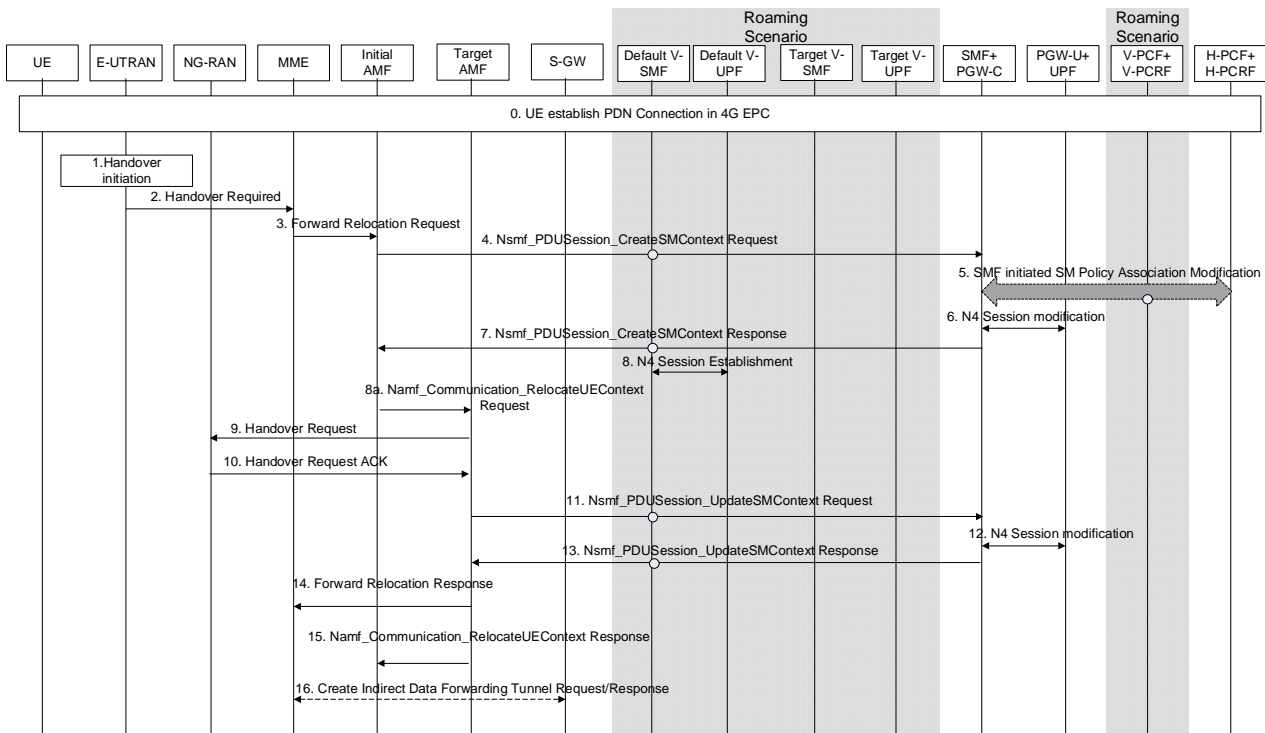 Roaming
Scenario
Roaming
Scenario
UE
E-UTRAN
NG-RAN
MME
Initial
AMF
Target
AMF
S-GW
Default V-
SMF
Default V-
UPF
Target V-
SMF
Target V-
UPF
SMF+
PGW-C
PGW-U+
UPF
V-PCF+
V-PCRF
H-PCF+
H-PCRF
0. UE establish PDN Connection in 4G EPC
1.Handover
initiation
2. Handover Required
3. Forward Relocation Request
4. Nsmf_PDUSession_CreateSMContext Request
5. SMF initiated SM Policy Association Modification
6. N4 Session modification
7. Nsmf_PDUSession_CreateSMContext Response
8. N4 Session Establishment
8a. Namf_Communication_RelocateUEContext
Request
9. Handover Request
10. Handover Request ACK
11. Nsmf_PDUSession_UpdateSMContext Request
12. N4 Session modification
13. Nsmf_PDUSession_UpdateSMContext Response
14. Forward Relocation Response
15. Namf_Communication_RelocateUEContext Response
16. Create Indirect Data Forwarding Tunnel Request/Response